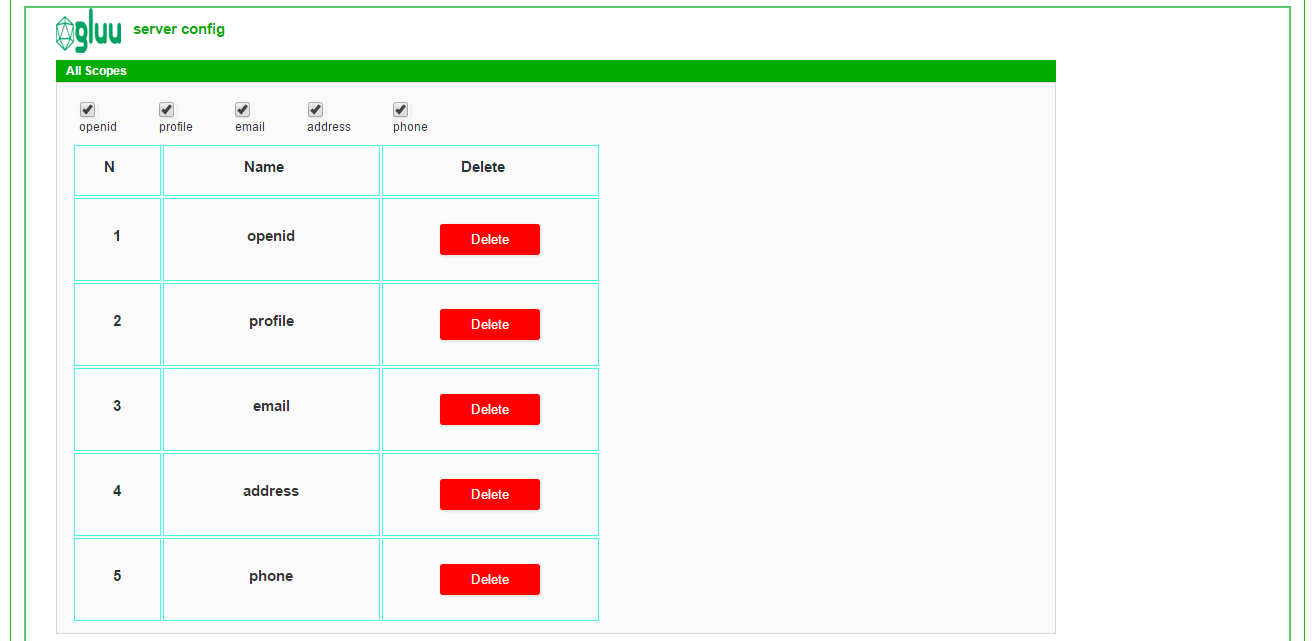 gluu server config
All Scopes
openid profile email address phone
N Name Delete
1 openid Delete
2 profile Delete
3 email Delete
4 address Delete
5 phone Delete